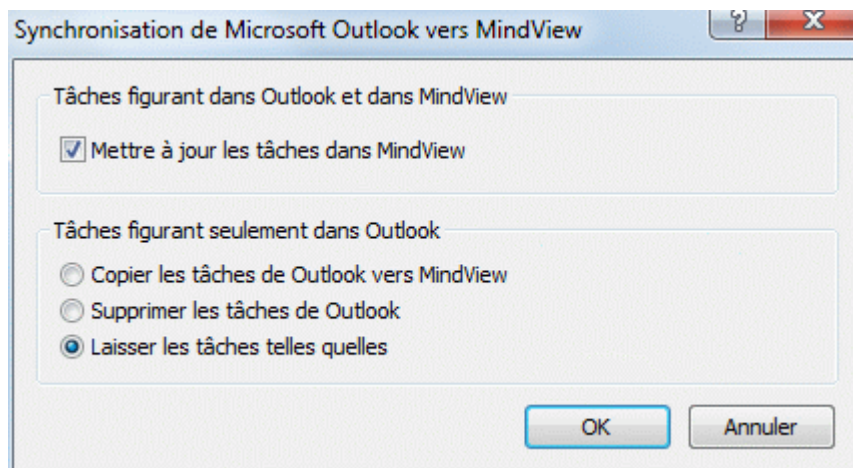 Synchronisation de Microsoft Outlook vers MindView
?
Tâches figurant dans Outlook et dans MindView
Mettre à jour les tâches dans MindView
Tâches figurant seulement dans Outlook
Copier les tâches de Outlook vers MindView
Supprimer les tâches de Outlook
Laisser les tâches telles quelles
OK
Annuler